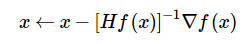 x ← x − [Hf(x)]⁻¹∇f(x)